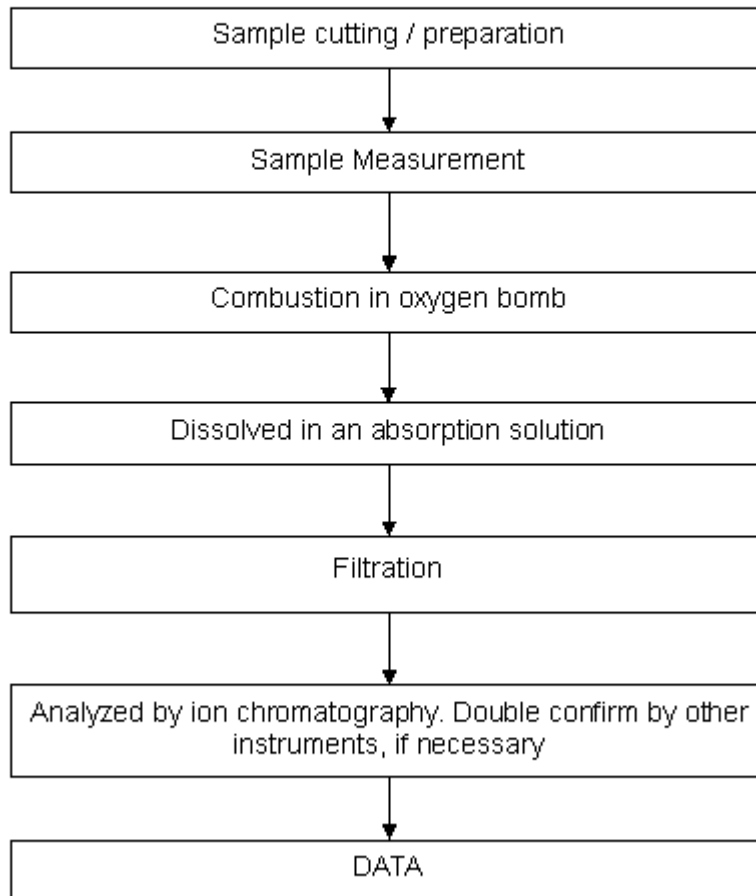 Sample cutting / preparation
Sample Measurement
Combustion in oxygen bomb
Dissolved in an absorption solution
Filtration
Analyzed by ion chromatography. Double confirm by other
instruments, if necessary
DATA